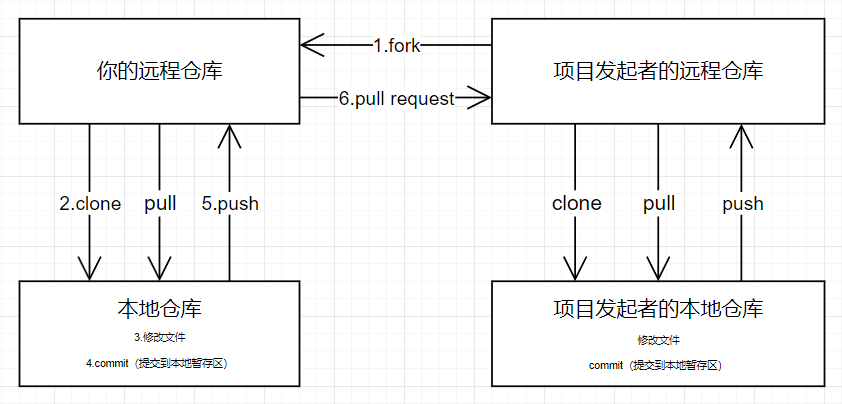 你的远程仓库
1.fork
项目发起者的远程仓库
6.pull request
2.clone
pull
5.push
clone
pull
push
本地仓库
3.修改文件
4.commit（提交到本地暂存区）
项目发起者的本地仓库
修改文件
commit（提交到本地暂存区）